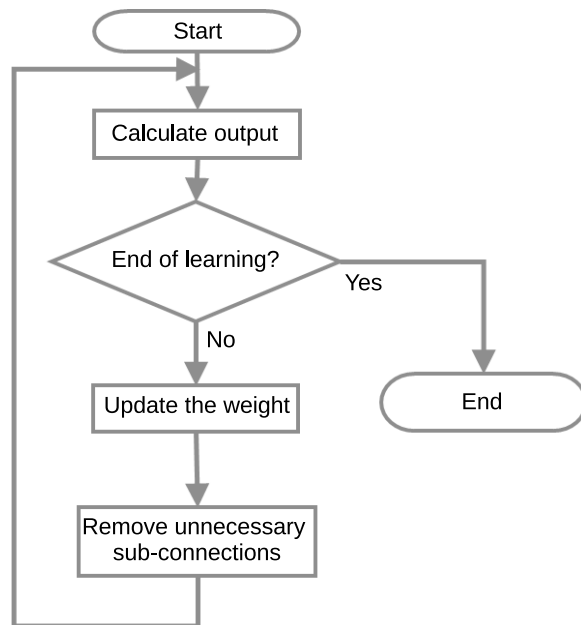 Start
Calculate output
End of learning?
Yes
No
Update the weight
End
Remove unnecessary
sub-connections